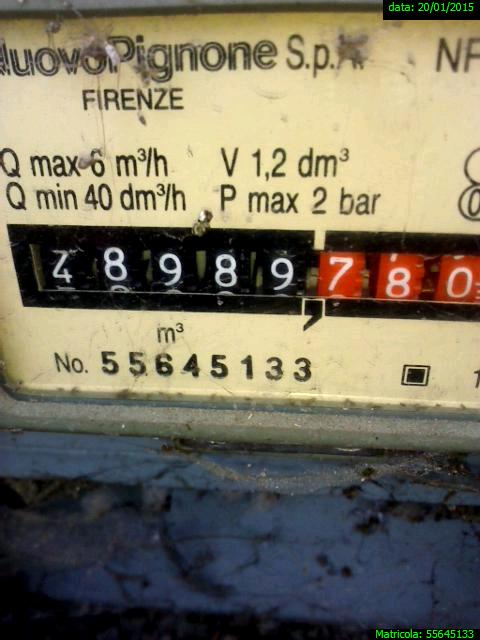 data: 20/01/2015
NuovoPignone S.p.A.
FIRENZE
Q max 6 m³/h V 1,2 dm³
Q min 40 dm³/h P max 2 bar
48989780
m³
No. 55645133
Matricola: 55645133